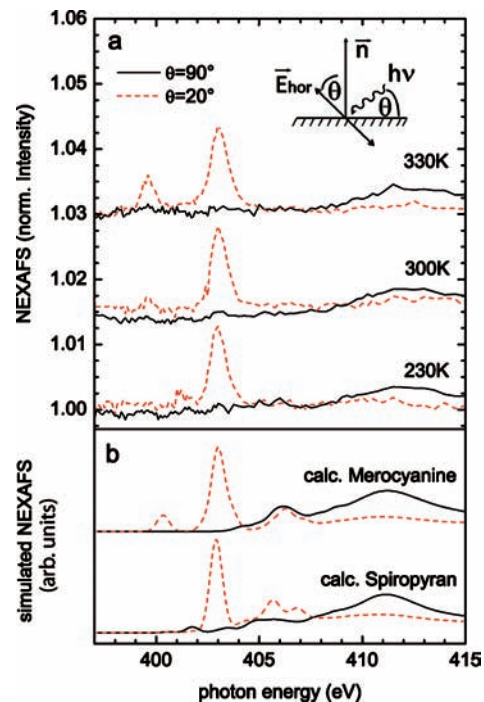 1.06
a
θ=90°
θ=20°
n
E hor
θ
hν
θ
1.05
1.04
330K
1.03
300K
1.02
1.01
230K
1.00
NEXAFS (norm. intensity)
b
calc. Merocyanine
calc. Spiropyran
simulated NEXAFS
(arb. units)
400
405
410
415
photon energy (eV)